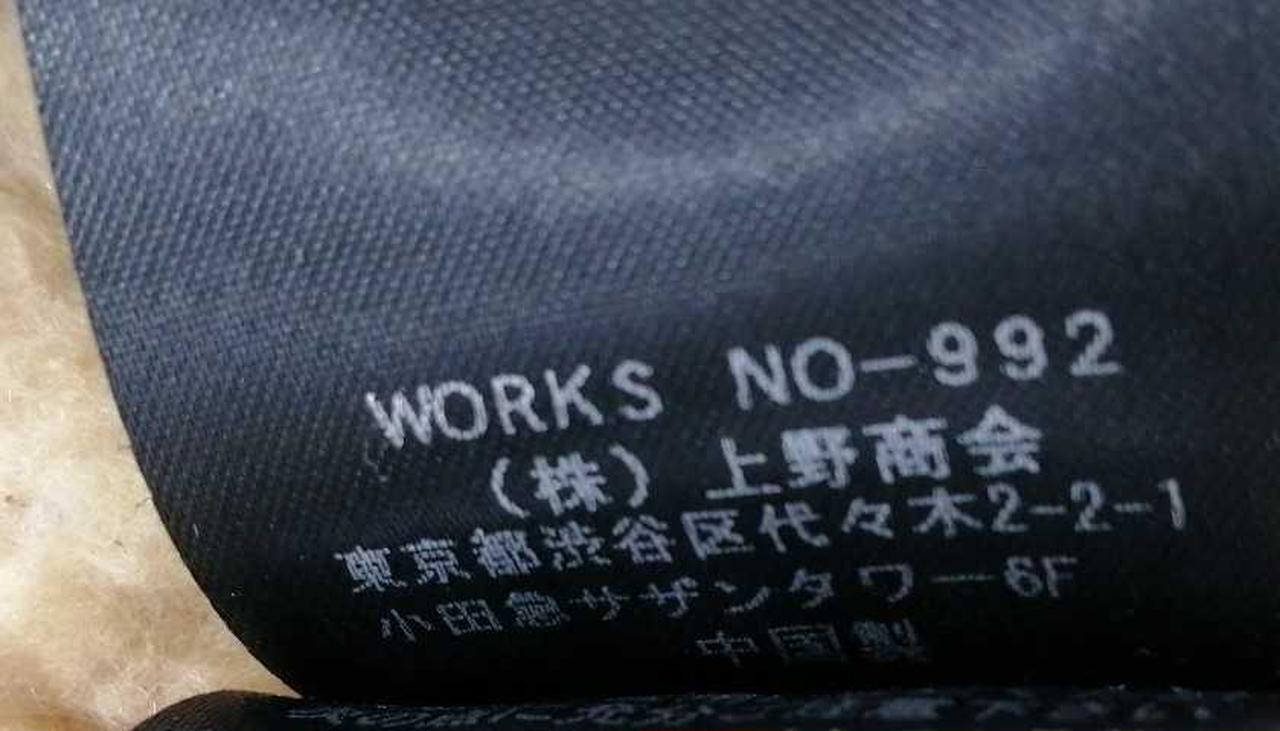 WORKS NO-992
(株)上野商会
東京都渋谷区代々木2-2-1
小田急サザンタワー6F
中国製